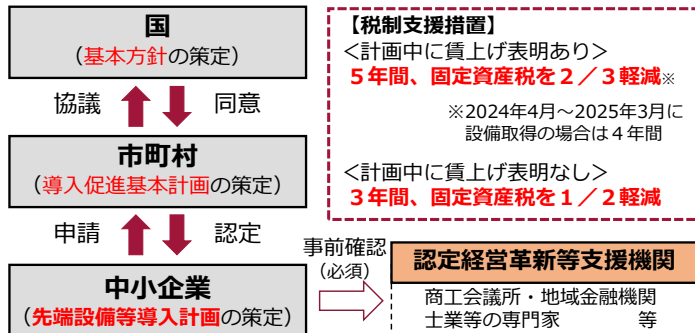 国
（基本方針の策定）
協議
同意
市町村
（導入促進基本計画の策定）
申請
認定
中小企業
（先端設備等導入計画の策定）
【税制支援措置】
＜計画中に賃上げ表明あり＞
５年間、固定資産税を２／３軽減※
※2024年4月～2025年3月に
設備取得の場合は４年間
＜計画中に賃上げ表明なし＞
３年間、固定資産税を１／２軽減
事前確認
（必須）
認定経営革新等支援機関
商工会議所・地域金融機関
士業等の専門家　　　等